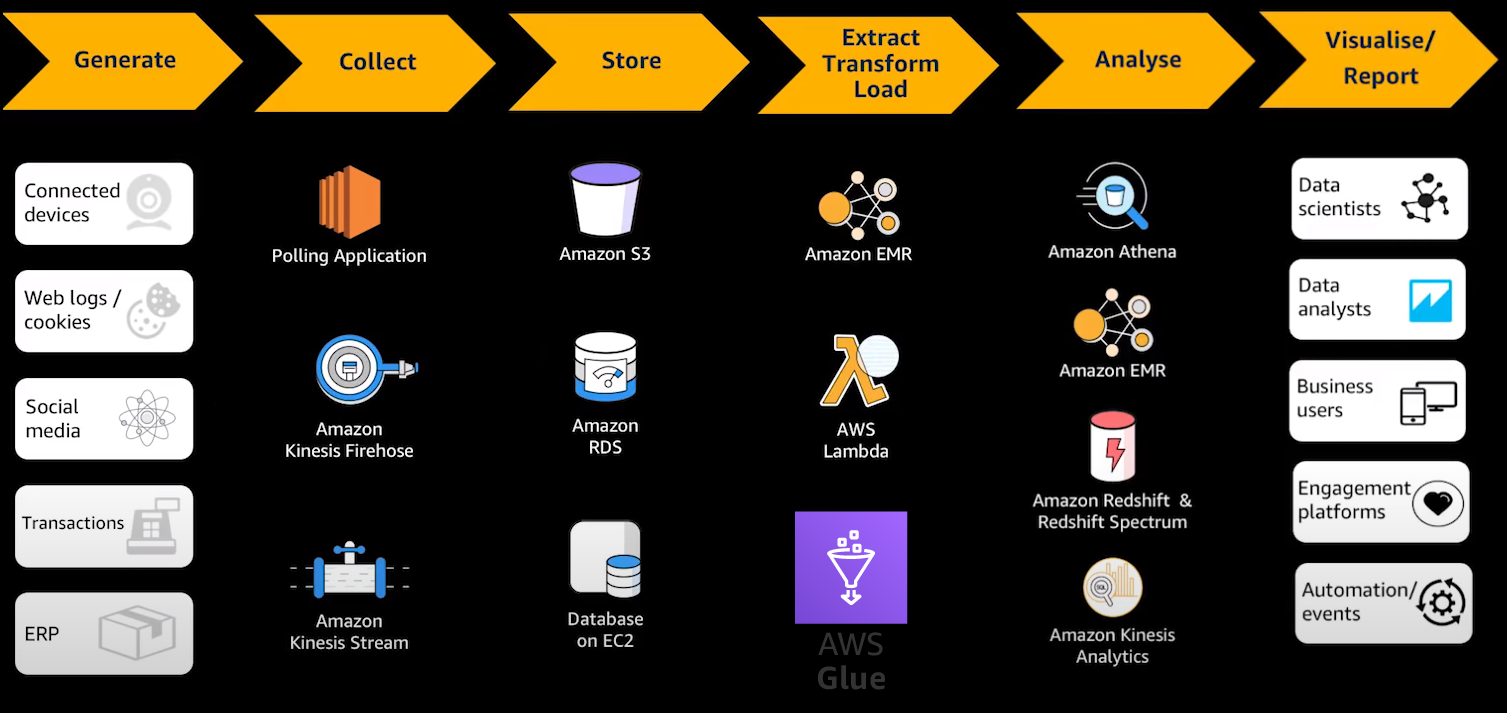 Generate
Collect
Store
Extract
Transform
Load
Analyse
Visualise/
Report
Connected
devices
Web logs /
cookies
Social
media
Transactions
ERP
Polling Application
Amazon
Kinesis Firehose
Amazon
Kinesis Stream
Amazon S3
Amazon
RDS
Database
on EC2
Amazon EMR
AWS
Lambda
AWS
Glue
Amazon Athena
Amazon EMR
Amazon Redshift &
Redshift Spectrum
SQL
Amazon Kinesis
Analytics
Data
scientists
Data
analysts
Business
users
Engagement
platforms
Automation/
events